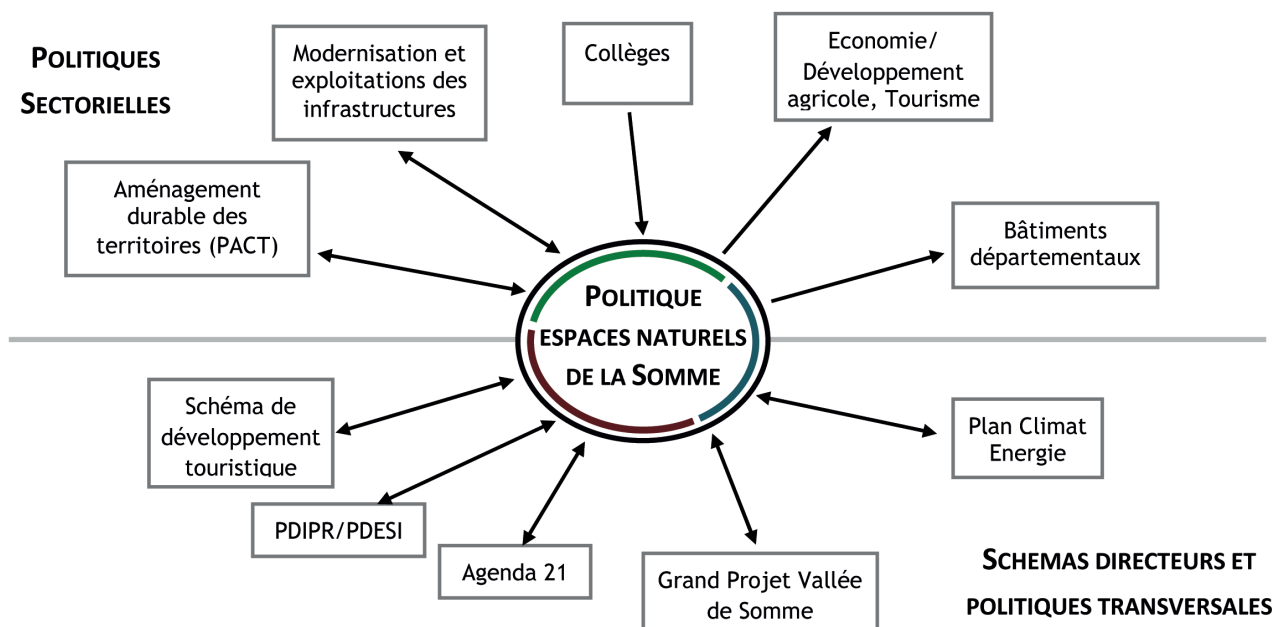 POLITIQUES
SECTORIELLES
Modernisation et
exploitations des
infrastructures
Collèges
Economie/
Développement
agricole, Tourisme
Aménagement
durable des
territoires (PACT)
Bâtiments
départementaux
POLITIQUE
ESPACES NATURELS
DE LA SOMME
Schéma de
développement
touristique
Plan Climat
Energie
PDIPR/PDESI
Agenda 21
Grand Projet Vallée
de Somme
SCHEMAS DIRECTEURS ET
POLITIQUES TRANSVERSALES